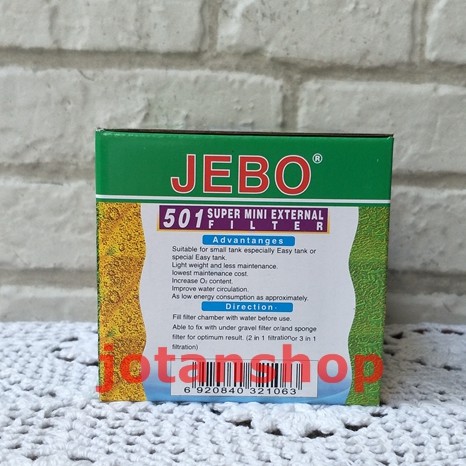 JEBO®
501 SUPER MINI EXTERNAL
FILTER
Advantanges
Suitable for small tank especially Easy tank or
special Easy tank.
Light weight and less maintenance.
lowest maintenance cost.
Increase O₂ content.
Improve water circulation.
As low energy consumption as approximately.
Direction
Fill filter chamber with water before use.
Able to fix with under gravel filter or/and sponge
filter for optimum result. (2 in 1 filtration or 3 in 1
filtration)
jotanshop
6 920840 321063